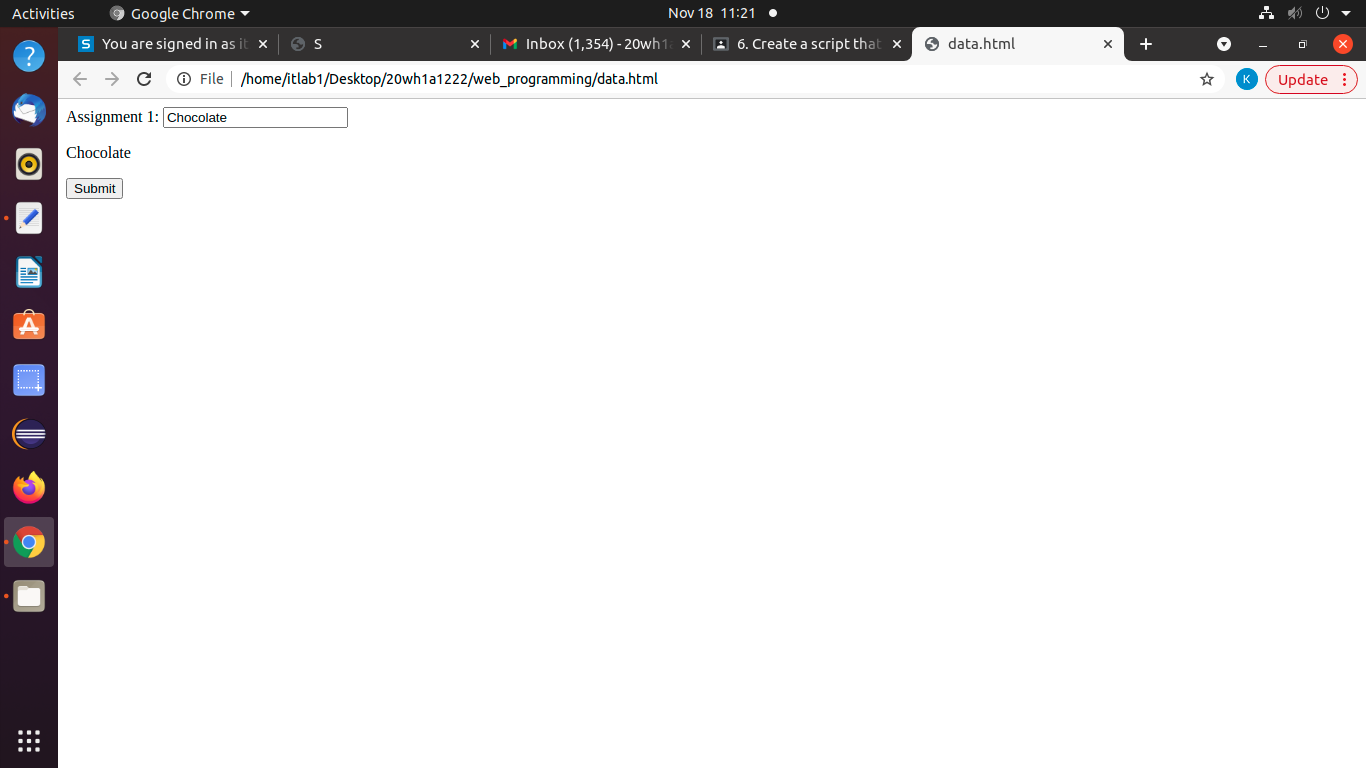 Activities
Google Chrome
Nov 18 11:21
You are signed in as it
S
Inbox (1,354) - 20wh1a
6. Create a script that
data.html
File
/home/itlab1/Desktop/20wh1a1222/web_programming/data.html
K
Update
Assignment 1: Chocolate
Chocolate
Submit